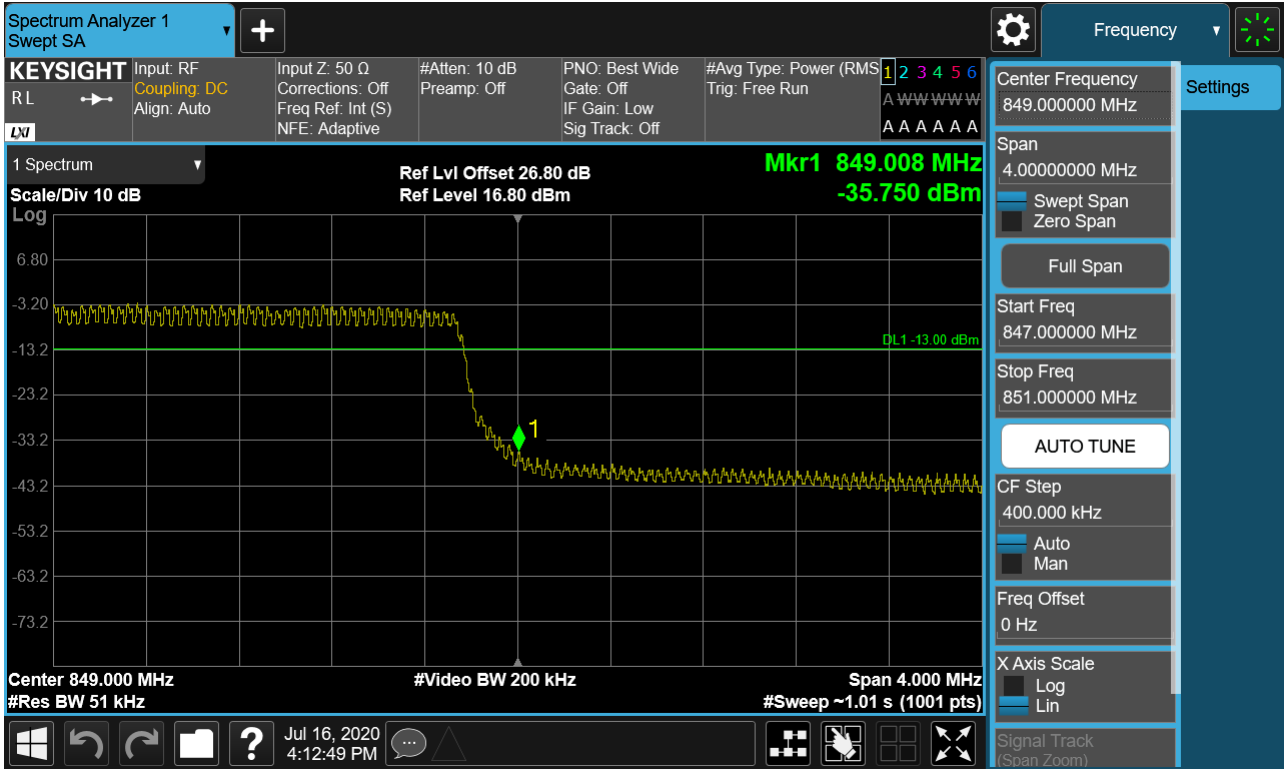 Spectrum Analyzer 1
Swept SA
+
Frequency
KEYSIGHT
R L
LXI
Input: RF
Coupling: DC
Align: Auto
Input Z: 50 Ω
Corrections: Off
Freq Ref: Int (S)
NFE: Adaptive
#Atten: 10 dB
Preamp: Off
PNO: Best Wide
Gate: Off
IF Gain: Low
Sig Track: Off
#Avg Type: Power (RMS
Trig: Free Run
1 2 3 4 5 6
A W W W W W
A A A A A A
1 Spectrum
Scale/Div 10 dB
Log
Ref Lvl Offset 26.80 dB
Ref Level 16.80 dBm
Mkr1 849.008 MHz
-35.750 dBm
6.80
-3.20
-13.2
-23.2
-33.2
-43.2
-53.2
-63.2
-73.2
DL1 -13.00 dBm
1
Center 849.000 MHz
#Video BW 200 kHz
Span 4.000 MHz
#Res BW 51 kHz
#Sweep ~1.01 s (1001 pts)
Center Frequency
849.000000 MHz
Settings
Span
4.00000000 MHz
Swept Span
Zero Span
Full Span
Start Freq
847.000000 MHz
Stop Freq
851.000000 MHz
AUTO TUNE
CF Step
400.000 kHz
Auto
Man
Freq Offset
0 Hz
X Axis Scale
Log
Lin
Signal Track
(Span Zoom)
?
Jul 16, 2020
4:12:49 PM